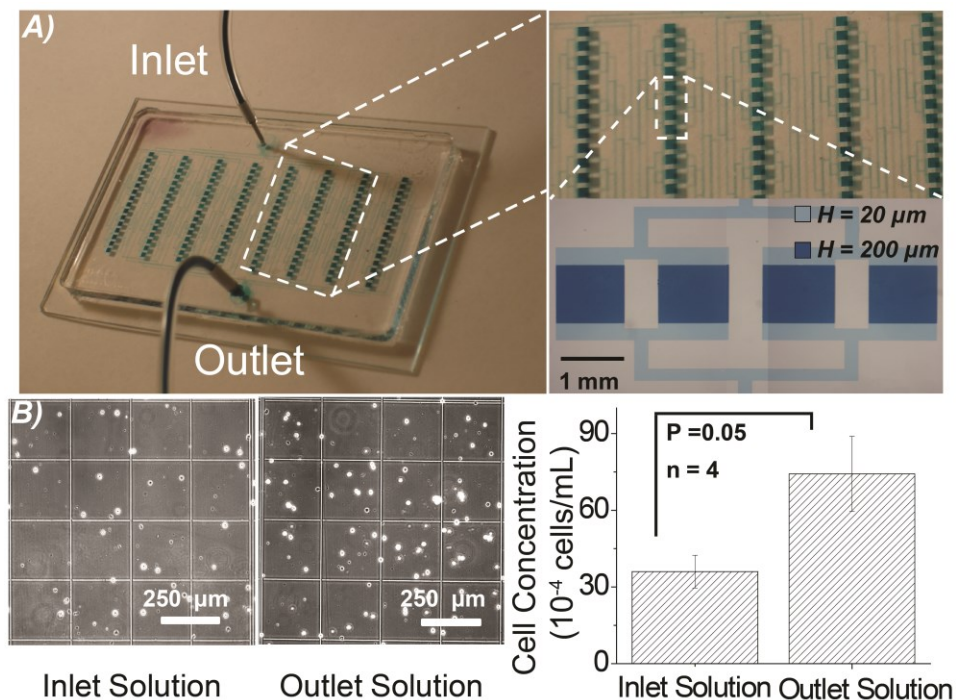 A)
Inlet
Outlet
H = 20 µm
H = 200 µm
1 mm
B)
250 µm
250 µm
Inlet Solution
Outlet Solution
Cell Concentration
(10⁻⁴ cells/mL)
90
60
30
0
P =0.05
n = 4
Inlet Solution
Outlet Solution